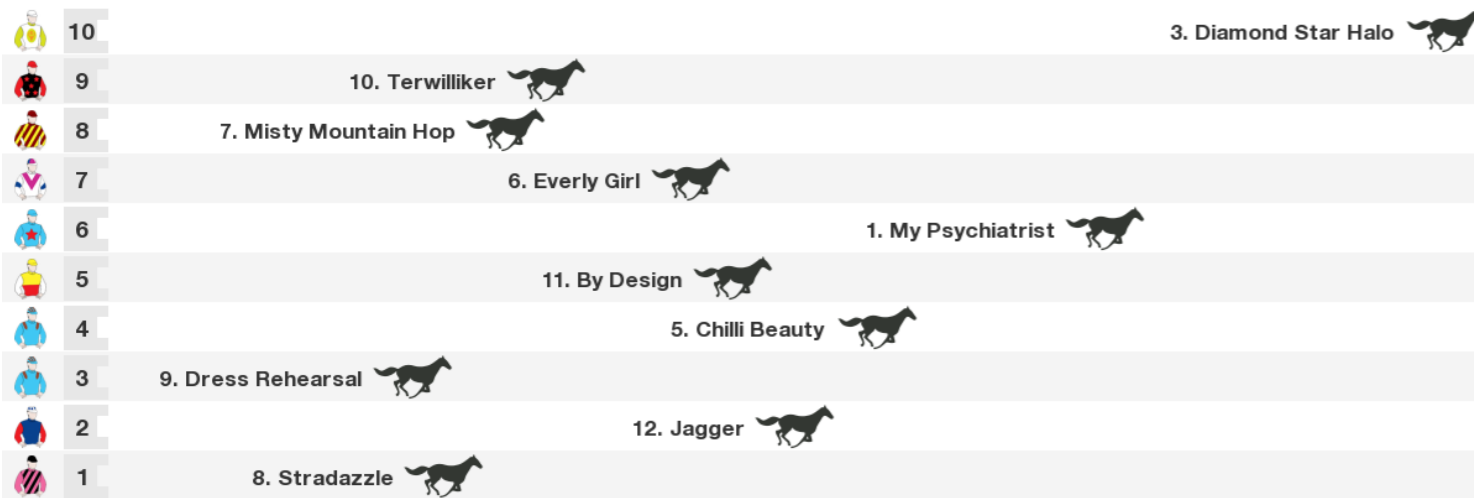 10 3. Diamond Star Halo
9 10. Terwilliker
8 7. Misty Mountain Hop
7 6. Everly Girl
6 1. My Psychiatrist
5 11. By Design
4 5. Chilli Beauty
3 9. Dress Rehearsal
2 12. Jagger
1 8. Stradazzle